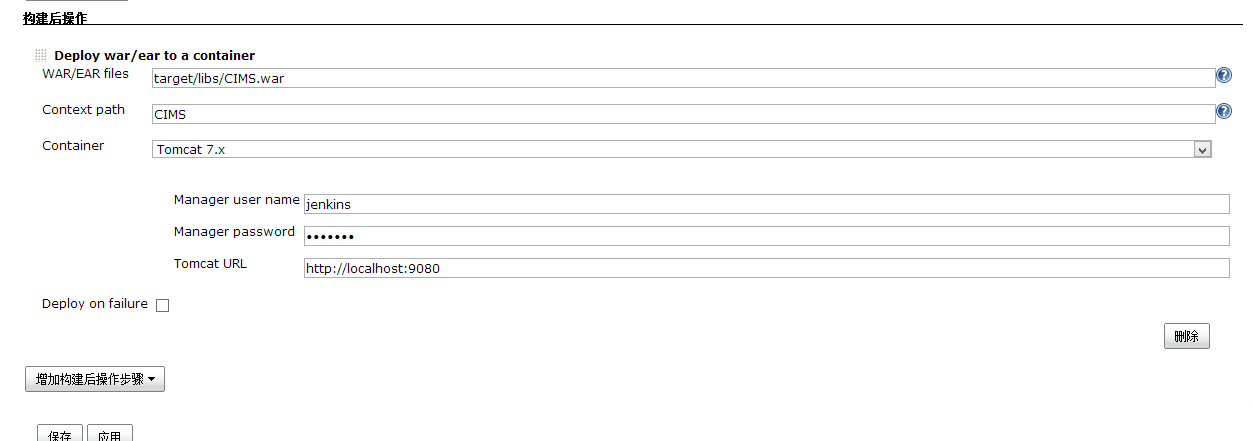 构建后操作
Deploy war/ear to a container
WAR/EAR files target/libs/CIMS.war
Context path CIMS
Container Tomcat 7.x
Manager user name jenkins
Manager password •••••••
Tomcat URL http://localhost:9080
Deploy on failure
删除
增加构建后操作步骤
保存 应用